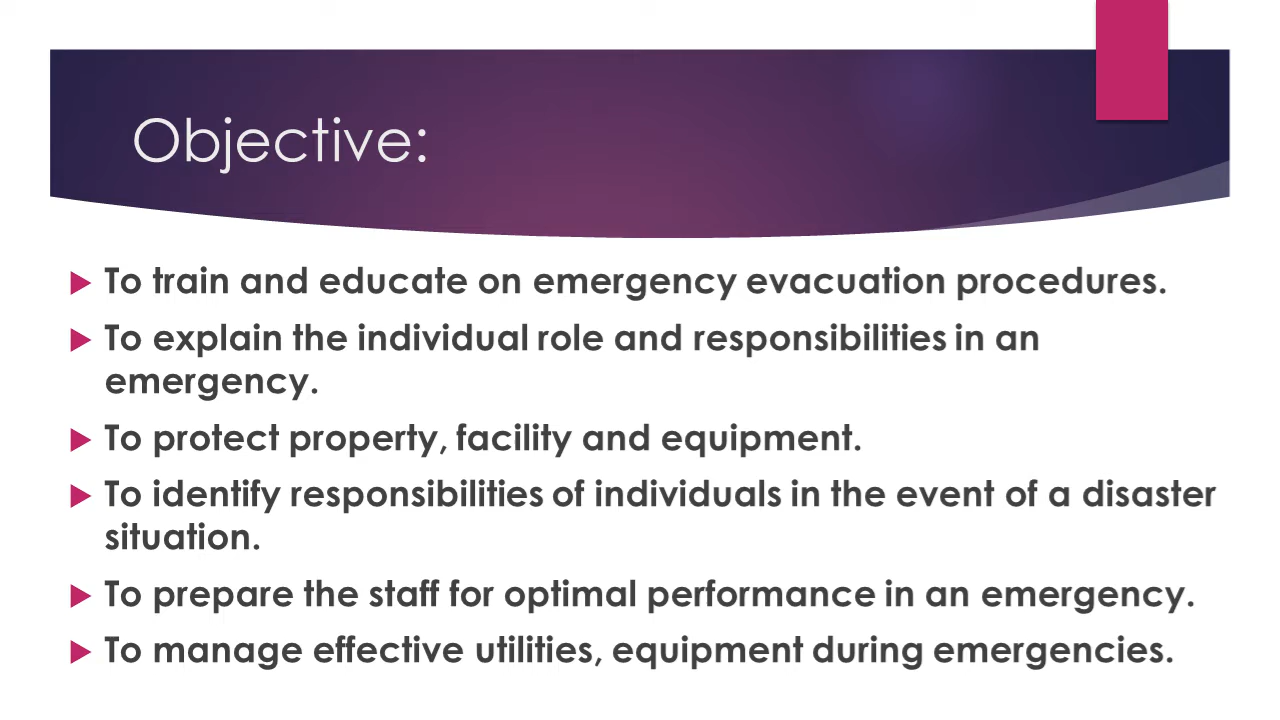 Objective:
To train and educate on emergency evacuation procedures.
To explain the individual role and responsibilities in an
emergency.
To protect property, facility and equipment.
To identify responsibilities of individuals in the event of a disaster
situation.
To prepare the staff for optimal performance in an emergency.
To manage effective utilities, equipment during emergencies.